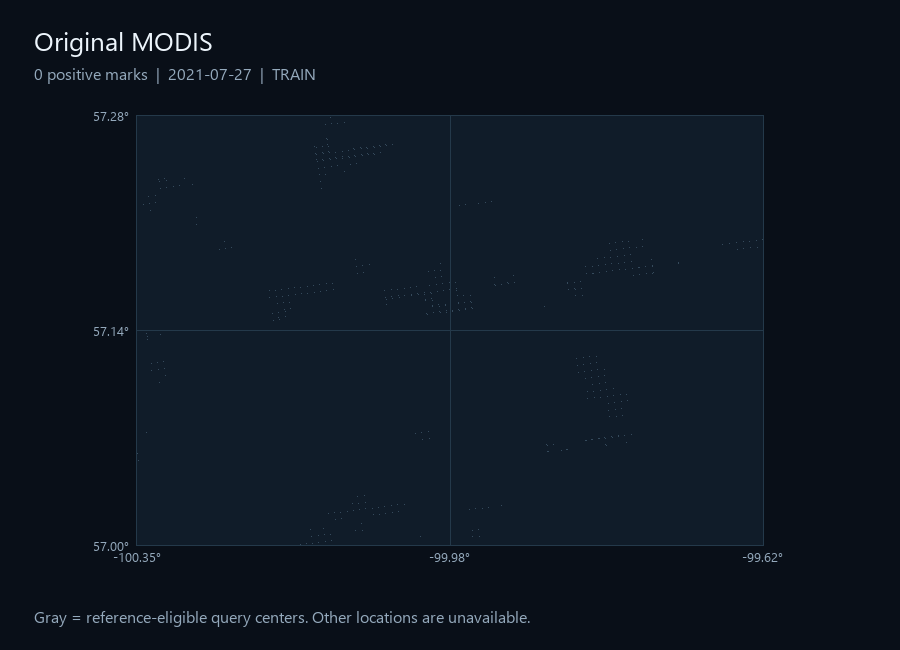 Original MODIS
0 positive marks | 2021-07-27 | TRAIN
57.28°
57.14°
57.00°
-100.35°
-99.98°
-99.62°
Gray = reference-eligible query centers. Other locations are unavailable.